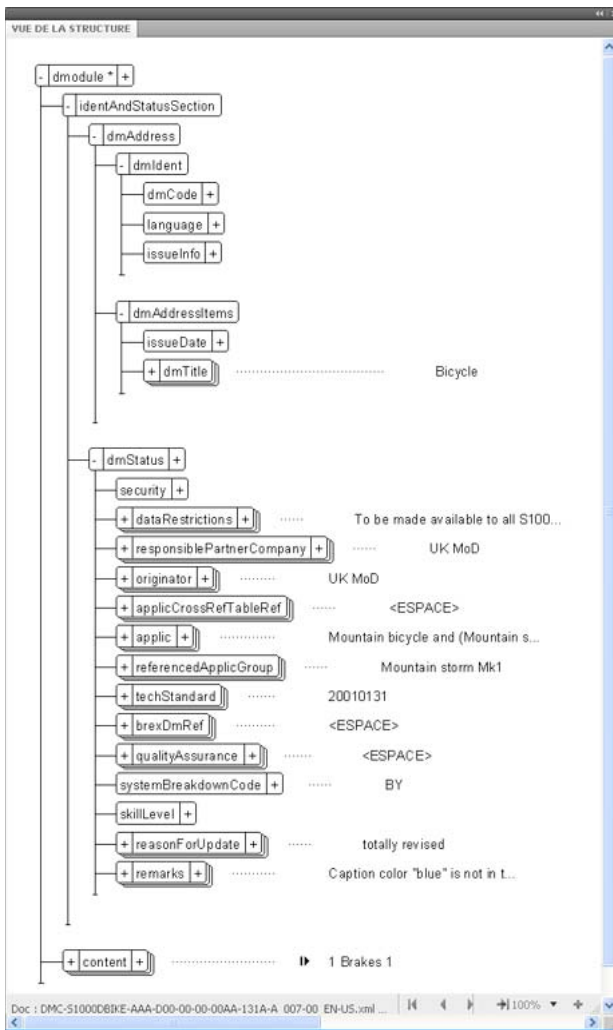 VUE DE LA STRUCTURE
- dmodule * +
- identAndStatusSection
- dmAddress
- dmIdent
dmCode +
language +
issueInfo +
- dmAddressItems
issueDate +
+ dmTitle Bicycle
- dmStatus +
security +
+ dataRestrictions + To be made available to all S100...
+ responsiblePartnerCompany + UK MoD
+ originator + UK MoD
+ applicCrossRefTableRef <ESPACE>
+ applic + Mountain bicycle and (Mountain s...
+ referencedApplicGroup Mountain storm Mk1
+ techStandard + 20010131
+ brexDmRef <ESPACE>
+ qualityAssurance + <ESPACE>
systemBreakdownCode + BY
skillLevel +
+ reasonForUpdate + totally revised
+ remarks + Caption color "blue" is not in t...
+ content + 1 Brakes 1
Doc : DMC-S1000DBIKE-AAA-D00-00-00-00AA-131A-A_007-00_EN-US.xml ... 100%